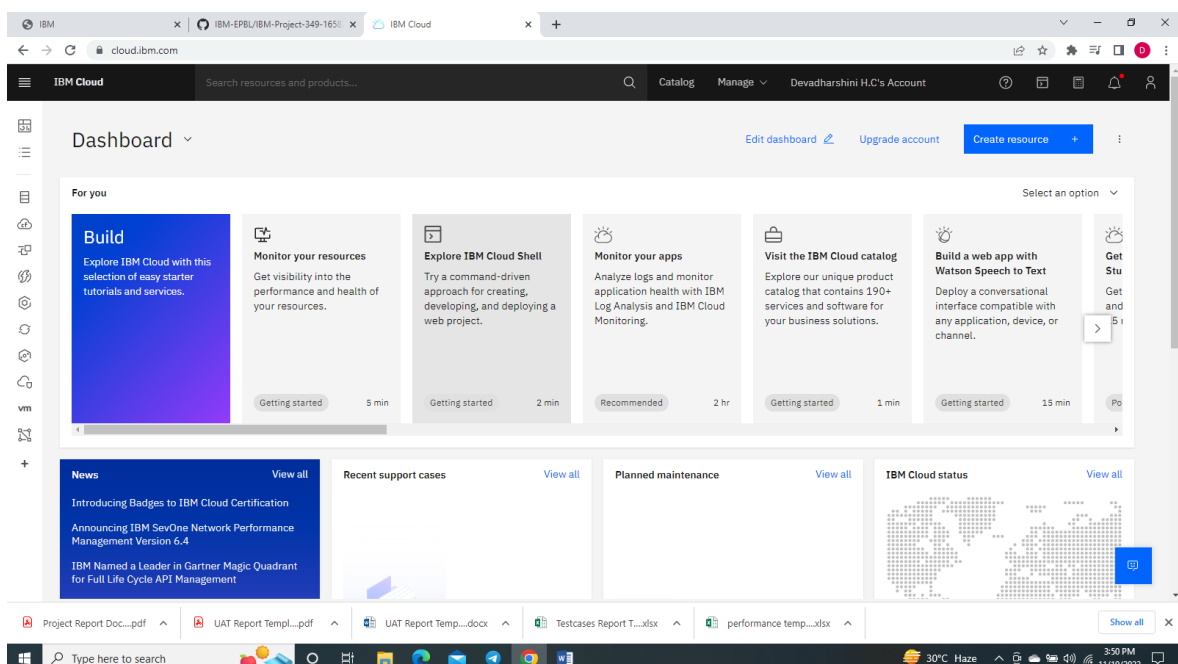 IBM
IBM-EPBL/IBM-Project-349-1658
IBM Cloud
cloud.ibm.com
D
IBM Cloud
Search resources and products...
Catalog
Manage
Devadharshini H.C's Account
Dashboard
Edit dashboard
Upgrade account
Create resource +
For you
Select an option
Build
Explore IBM Cloud with this
selection of easy starter
tutorials and services.
Monitor your resources
Get visibility into the
performance and health of
your resources.
Getting started 5 min
Explore IBM Cloud Shell
Try a command-driven
approach for creating,
developing, and deploying a
web project.
Getting started 2 min
Monitor your apps
Analyze logs and monitor
application health with IBM
Log Analysis and IBM Cloud
Monitoring.
Recommended 2 hr
Visit the IBM Cloud catalog
Explore our unique product
catalog that contains 190+
services and software for
your business solutions.
Getting started 1 min
Build a web app with
Watson Speech to Text
Deploy a conversational
interface compatible with
any application, device, or
channel.
Getting started 15 min
Get
Stu
Get
and
Po
vm
News View all
Introducing Badges to IBM Cloud Certification
Announcing IBM SevOne Network Performance
Management Version 6.4
IBM Named a Leader in Gartner Magic Quadrant
for Full Life Cycle API Management
Recent support cases View all
Planned maintenance View all
IBM Cloud status View all
Project Report Doc....pdf
UAT Report Templ....pdf
UAT Report Temp....docx
Testcases Report T....xlsx
performance temp....xlsx
Show all
Type here to search
30°C Haze
3:50 PM